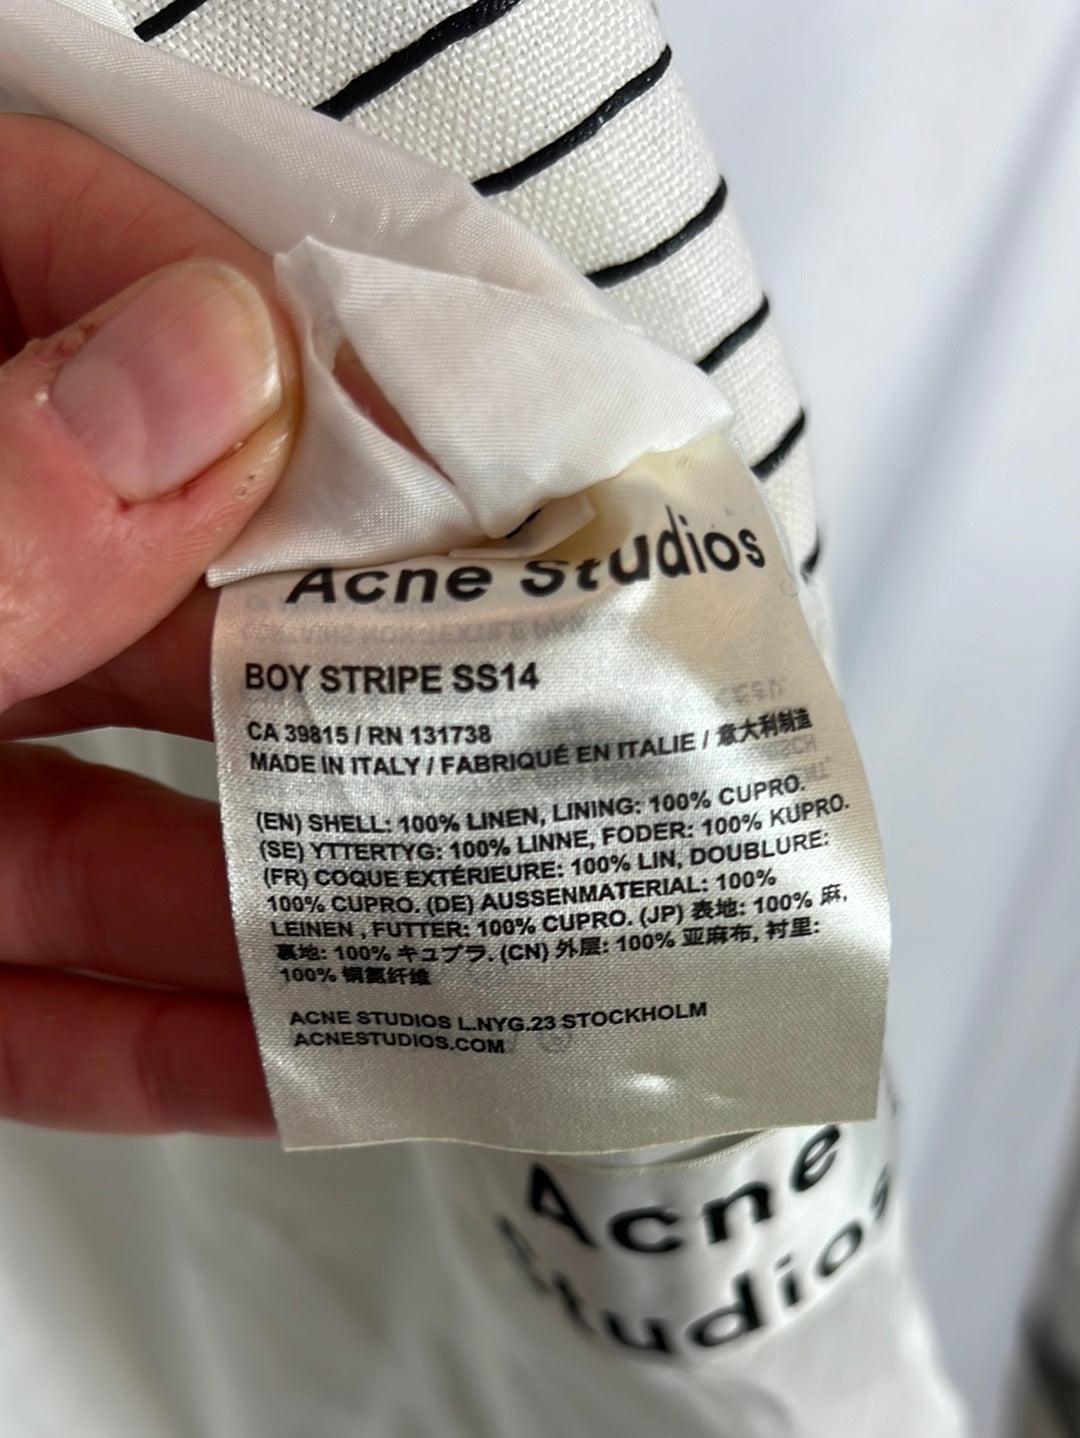 Acne Studios
BOY STRIPE SS14
CA 39815 / RN 131738
MADE IN ITALY / FABRIQUÉ EN ITALIE / 意大利制造
(EN) SHELL: 100% LINEN, LINING: 100% CUPRO.
(SE) YTTERTYG: 100% LINNE, FODER: 100% KUPRO.
(FR) COQUE EXTÉRIEURE: 100% LIN, DOUBLURE:
100% CUPRO. (DE) AUSSENMATERIAL: 100%
LEINEN , FUTTER: 100% CUPRO. (JP) 表地: 100% 麻,
裏地: 100% キュプラ. (CN) 外层: 100% 亚麻布, 衬里:
100% 铜氨纤维
ACNE STUDIOS L.NYG.23 STOCKHOLM
ACNESTUDIOS.COM
Acne
Studios